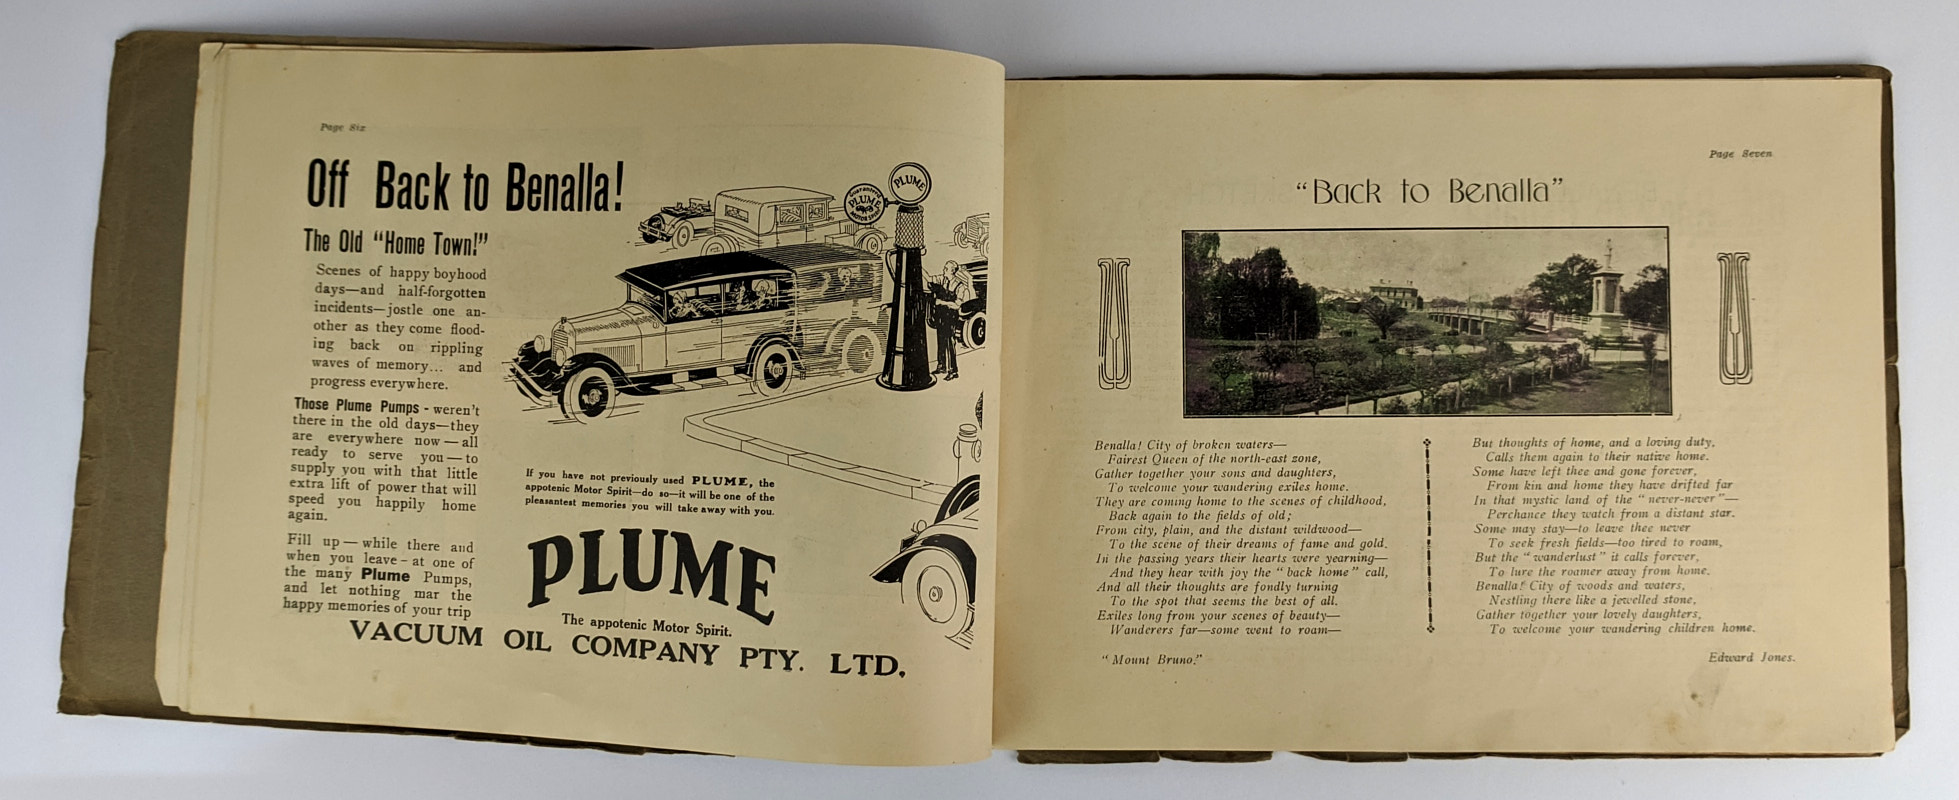 Page Six
Off Back to Benalla!
The Old "Home Town!"
Scenes of happy boyhood
days—and half-forgotten
incidents—jostle one an-
other as they come flood-
ing back on rippling
waves of memory... and
progress everywhere.
Those Plume Pumps - weren't
there in the old days—they
are everywhere now—all
ready to serve you—to
supply you with that little
extra lift of power that will
speed you happily home
again.
Fill up—while there and
when you leave-at one of
the many Plume Pumps,
and let nothing mar the
happy memories of your trip
Guaranteed
PLUME
MOTOR SPIRIT
PLUME
If you have not previously used PLUME, the
appotenic Motor Spirit—do so—it will be one of the
pleasantest memories you will take away with you.
PLUME
The appotenic Motor Spirit.
VACUUM OIL COMPANY PTY. LTD.
Page Seven
"Back to Benalla"
Benalla! City of broken waters—
Fairest Queen of the north-east zone,
Gather together your sons and daughters,
To welcome your wandering exiles home.
They are coming home to the scenes of childhood,
Back again to the fields of old;
From city, plain, and the distant wildwood—
To the scene of their dreams of fame and gold.
In the passing years their hearts were yearning—
And they hear with joy the "back home" call,
And all their thoughts are fondly turning
To the spot that seems the best of all.
Exiles long from your scenes of beauty—
Wanderers far—some went to roam—
"Mount Bruno."
But thoughts of home, and a loving duty,
Calls them again to their native home.
Some have left thee and gone forever,
From kin and home they have drifted far
In that mystic land of the "never-never"—
Perchance they watch from a distant star.
Some may stay—to leave thee never
To seek fresh fields—too tired to roam,
But the "wanderlust" it calls forever,
To lure the roamer away from home.
Benalla! City of woods and waters,
Nestling there like a jewelled stone,
Gather together your lovely daughters,
To welcome your wandering children home.
Edward Jones.